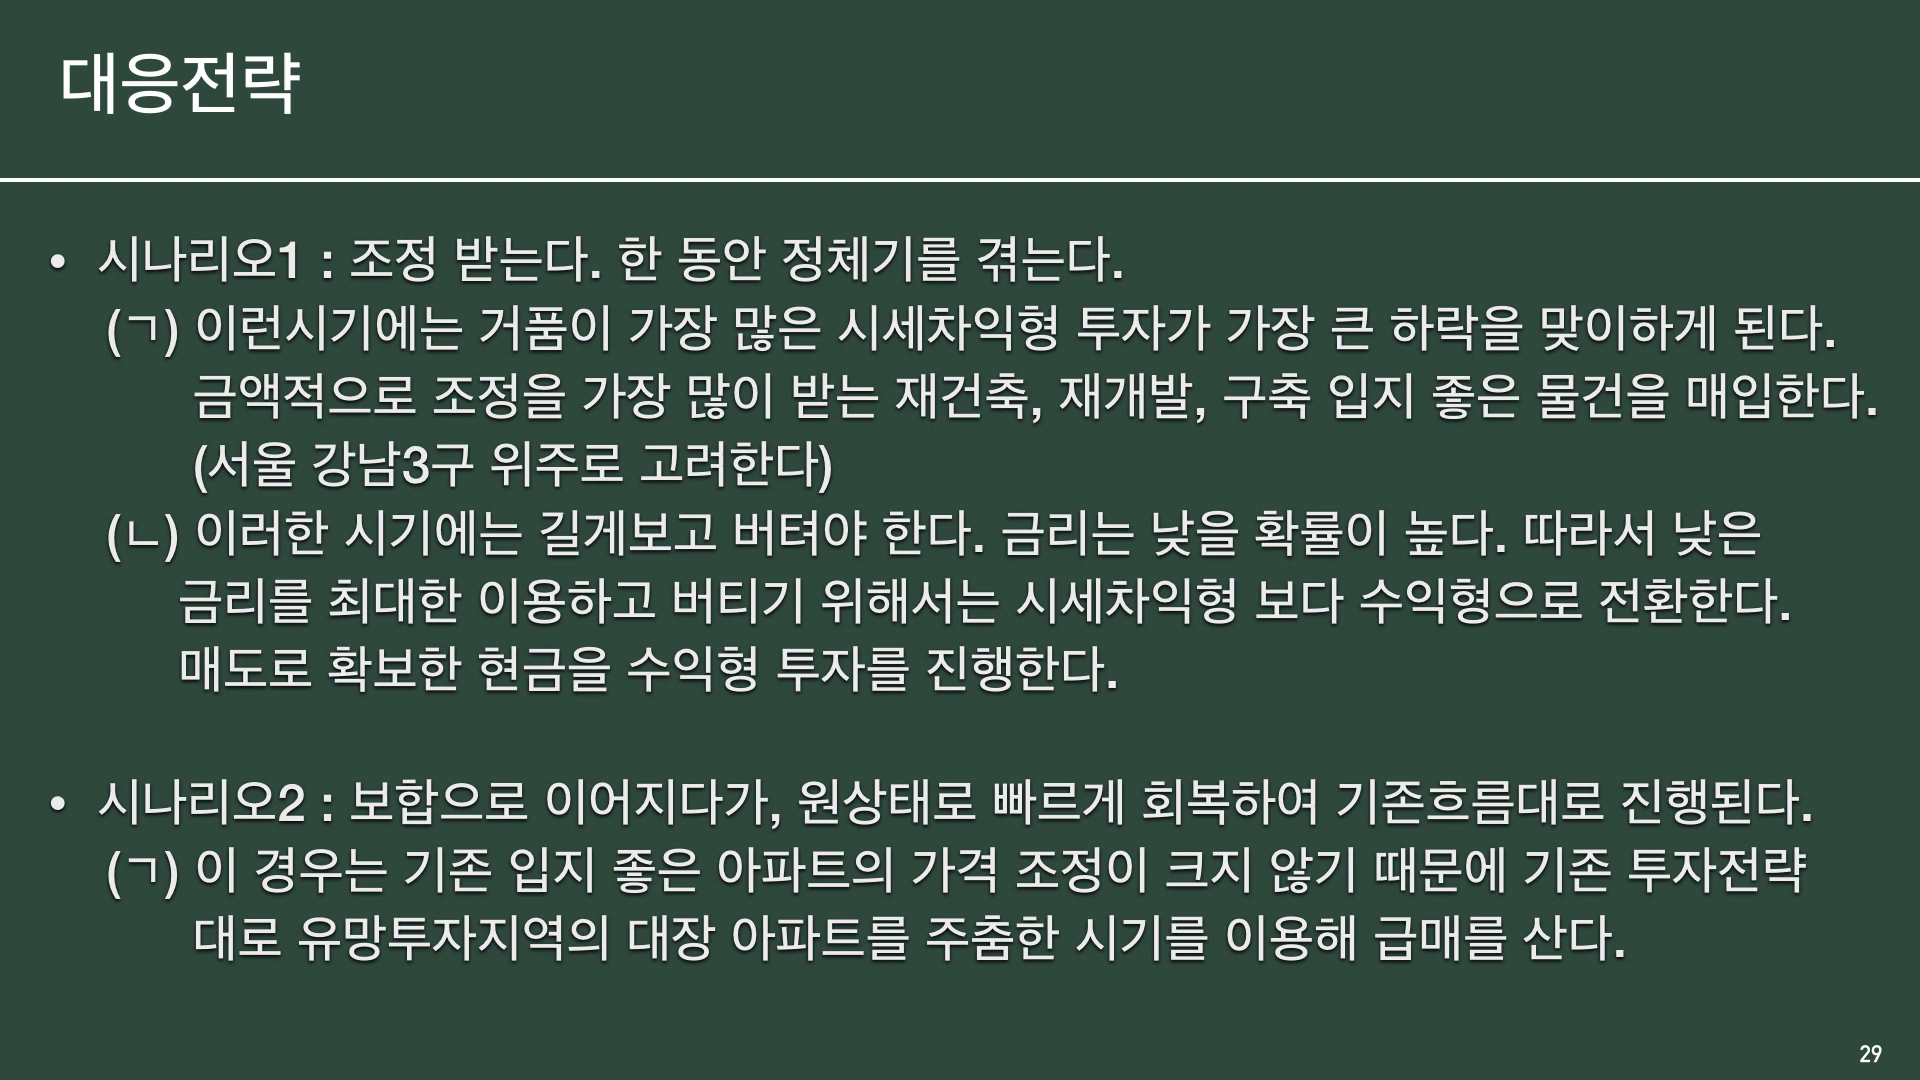 대응전략
• 시나리오1 : 조정 받는다. 한 동안 정체기를 겪는다.
(ㄱ) 이런시기에는 거품이 가장 많은 시세차익형 투자가 가장 큰 하락을 맞이하게 된다.
금액적으로 조정을 가장 많이 받는 재건축, 재개발, 구축 입지 좋은 물건을 매입한다.
(서울 강남3구 위주로 고려한다)
(ㄴ) 이러한 시기에는 길게보고 버텨야 한다. 금리는 낮을 확률이 높다. 따라서 낮은
금리를 최대한 이용하고 버티기 위해서는 시세차익형 보다 수익형으로 전환한다.
매도로 확보한 현금을 수익형 투자를 진행한다.
• 시나리오2 : 보합으로 이어지다가, 원상태로 빠르게 회복하여 기존흐름대로 진행된다.
(ㄱ) 이 경우는 기존 입지 좋은 아파트의 가격 조정이 크지 않기 때문에 기존 투자전략
대로 유망투자지역의 대장 아파트를 주춤한 시기를 이용해 급매를 산다.
29